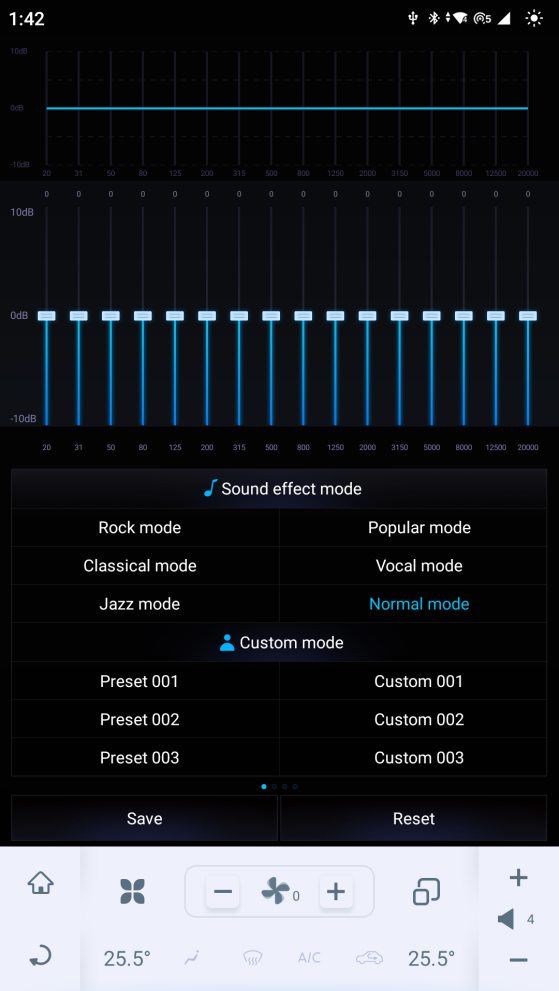 1:42
10dB
0dB
-10dB
20 31 50 80 125 200 315 500 800 1250 2000 3150 5000 8000 12500 20000
0 0 0 0 0 0 0 0 0 0 0 0 0 0 0 0
10dB
0dB
-10dB
20 31 50 80 125 200 315 500 800 1250 2000 3150 5000 8000 12500 20000
Sound effect mode
Rock mode Popular mode
Classical mode Vocal mode
Jazz mode Normal mode
Custom mode
Preset 001 Custom 001
Preset 002 Custom 002
Preset 003 Custom 003
Save Reset
0
4
25.5° A/C 25.5°